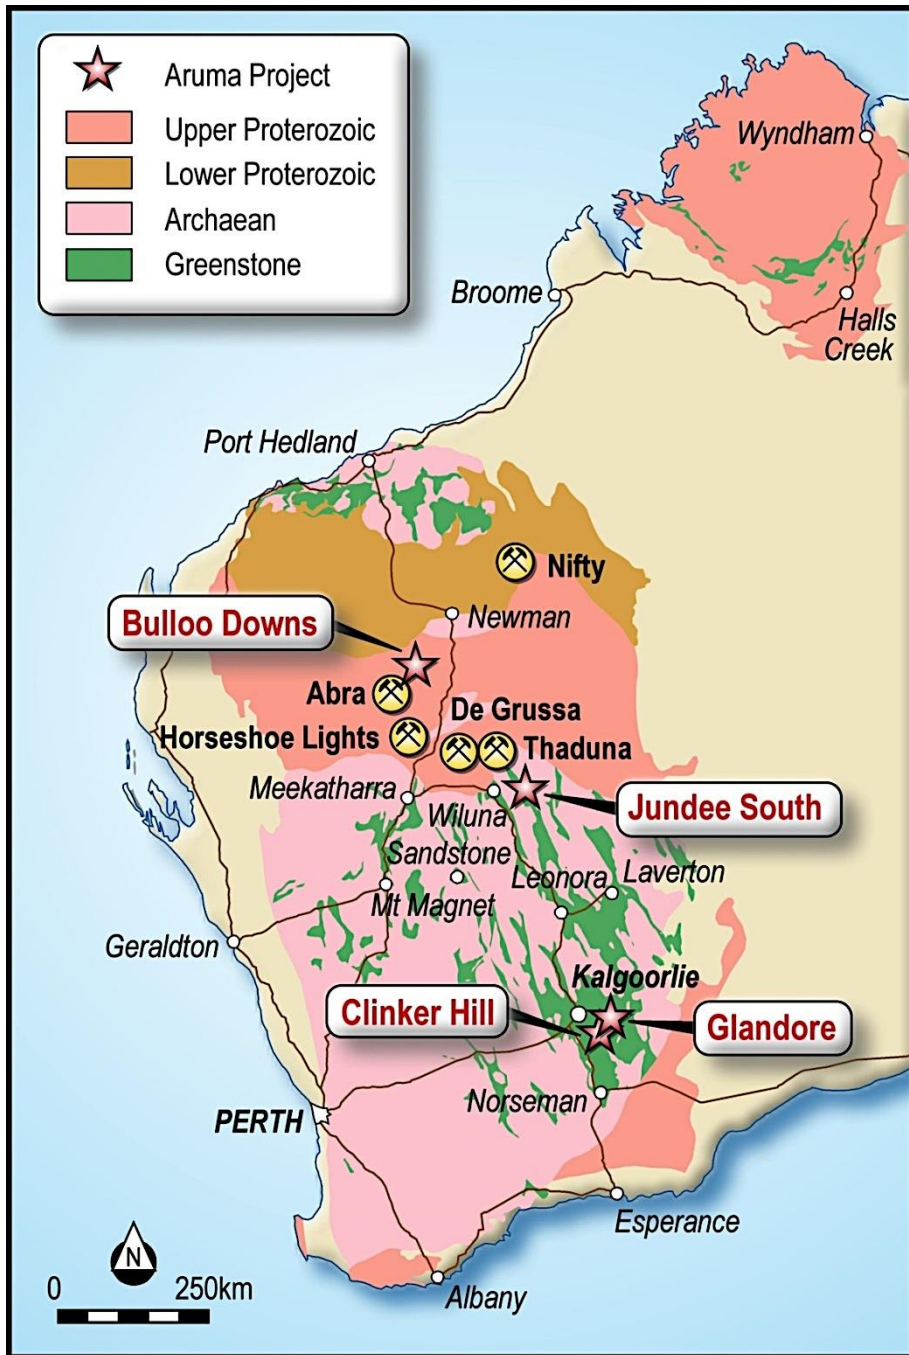 Aruma Project
Upper Proterozoic
Lower Proterozoic
Archaean
Greenstone
Wyndham
Broome
Halls
Creek
Port Hedland
Nifty
Bulloo Downs
Newman
Abra
De Grussa
Horseshoe Lights
Thaduna
Meekatharra
Wiluna
Jundee South
Sandstone
Leonora
Laverton
Mt Magnet
Geraldton
Kalgoorlie
Clinker Hill
Glandore
Norseman
PERTH
Esperance
N
0 250km
Albany